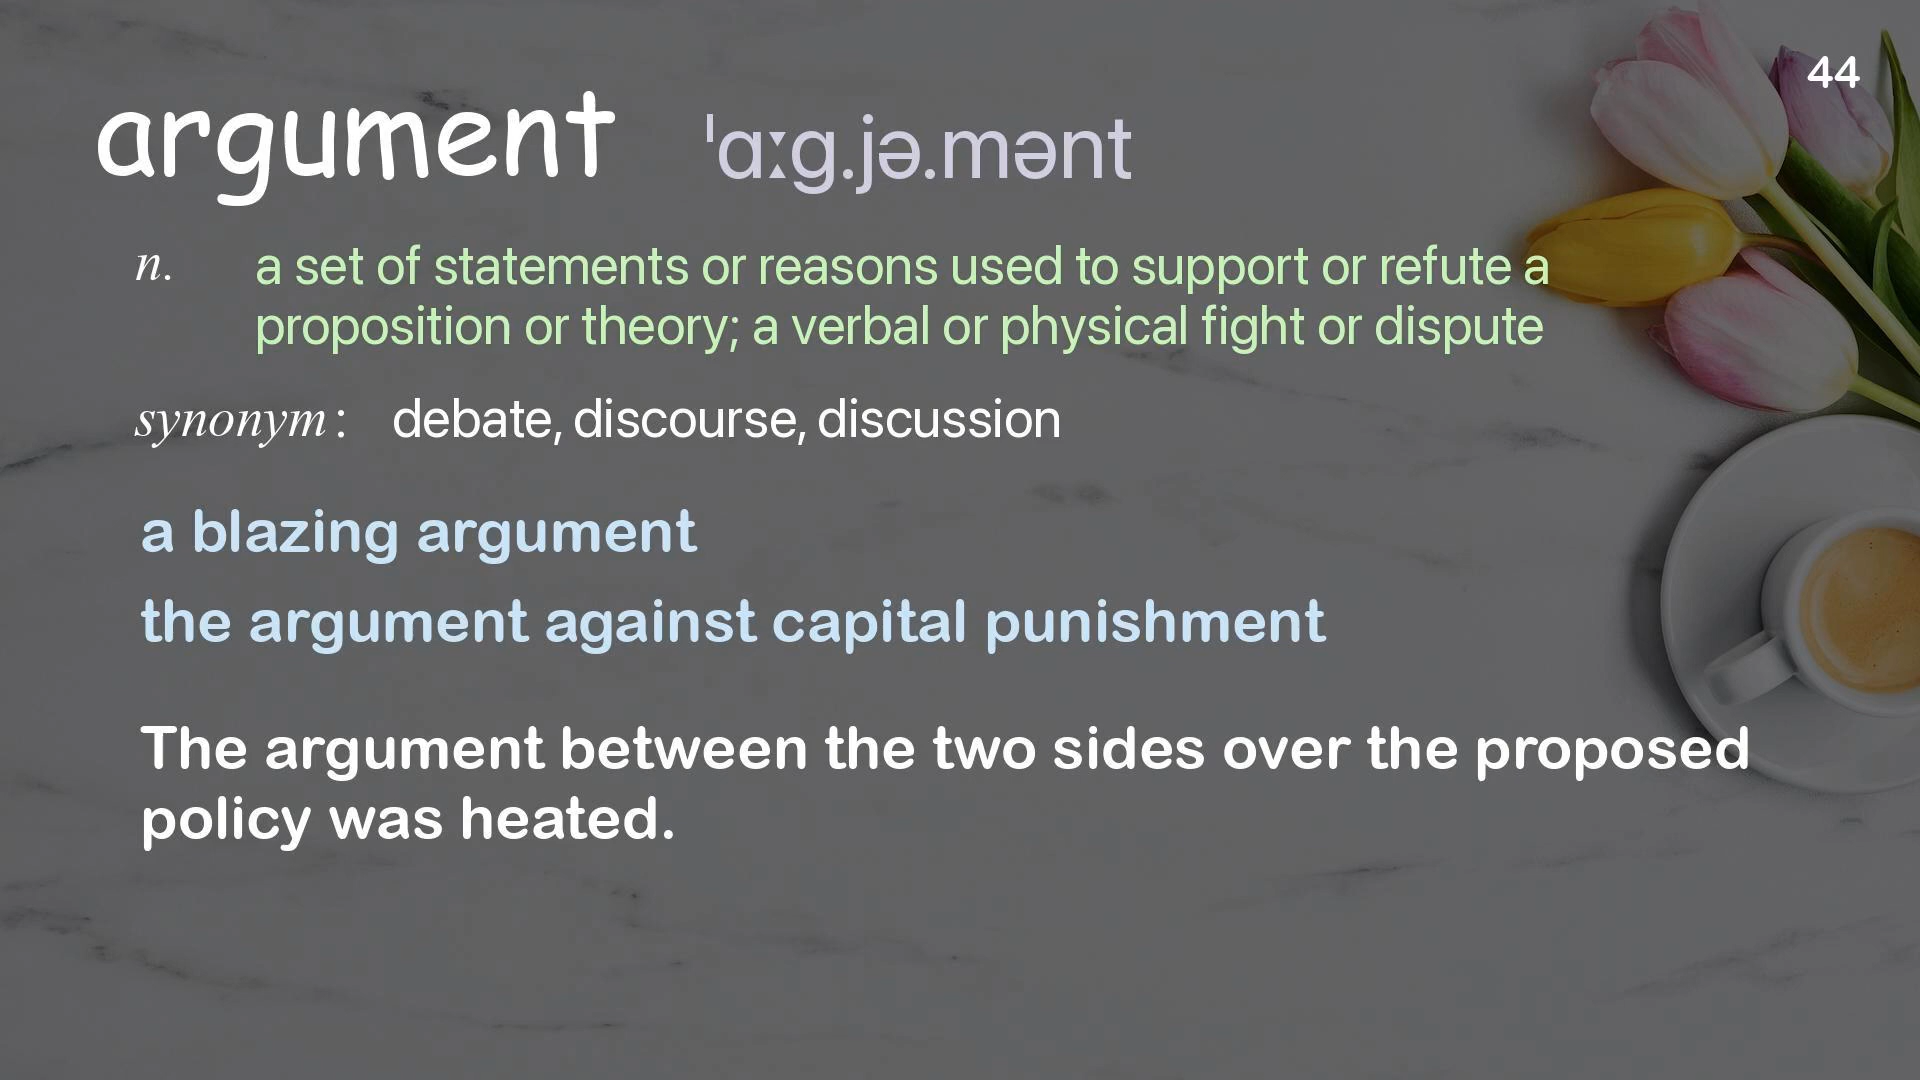 44
argument ˈɑːɡ.jə.mənt
n. a set of statements or reasons used to support or refute a
proposition or theory; a verbal or physical fight or dispute
synonym: debate, discourse, discussion
a blazing argument
the argument against capital punishment
The argument between the two sides over the proposed
policy was heated.